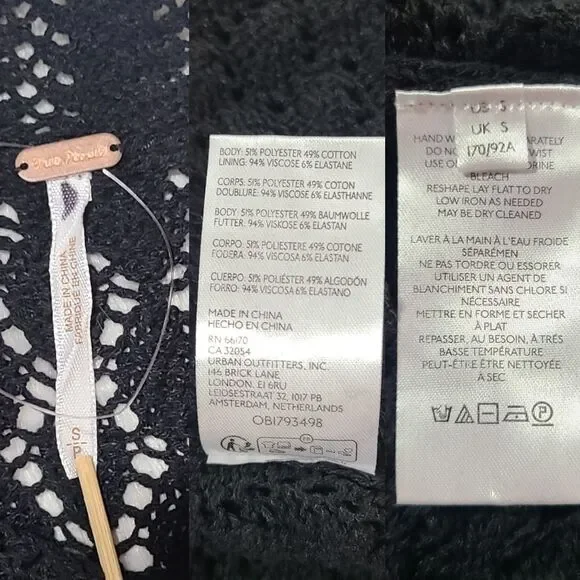 Free People
MADE IN CHINA
FABRIQUÉ EN CHINE
S/P
BODY: 51% POLYESTER 49% COTTON
LINING: 94% VISCOSE 6% ELASTANE
CORPS: 51% POLYESTER 49% COTON
DOUBLURE: 94% VISCOSE 6% ELASTHANNE
BODY: 51% POLYESTER 49% BAUMWOLLE
FUTTER: 94% VISCOSE 6% ELASTAN
CORPO: 51% POLIESTERE 49% COTONE
FODERA: 94% VISCOSA 6% ELASTAN
CUERPO: 51% POLIÉSTER 49% ALGODÓN
FORRO: 94% VISCOSA 6% ELASTANO
MADE IN CHINA
HECHO EN CHINA
RN 66170
CA 32054
URBAN OUTFITTERS, INC.
146 BRICK LANE
LONDON. E1 6RU
LEIDSESTRAAT 32, 1017 PB
AMSTERDAM, NETHERLANDS
OB1793498
FR
US S
UK S
170/92A
HAND W ARATELY
DO NO WIST
USE O
BLEACH
RESHAPE LAY FLAT TO DRY
LOW IRON AS NEEDED
MAY BE DRY CLEANED
LAVER À LA MAIN À L'EAU FROIDE
SÉPARÉMEN
NE PAS TORDRE OU ESSORER
UTILISER UN AGENT DE
BLANCHIMENT SANS CHLORE SI
NÉCESSAIRE
METTRE EN FORME ET SÉCHER
À PLAT
REPASSER, AU BESOIN, À TRÈS
BASSE TEMPÉRATURE
PEUT-ÊTRE ÊTRE NETTOYÉE
À SEC
P